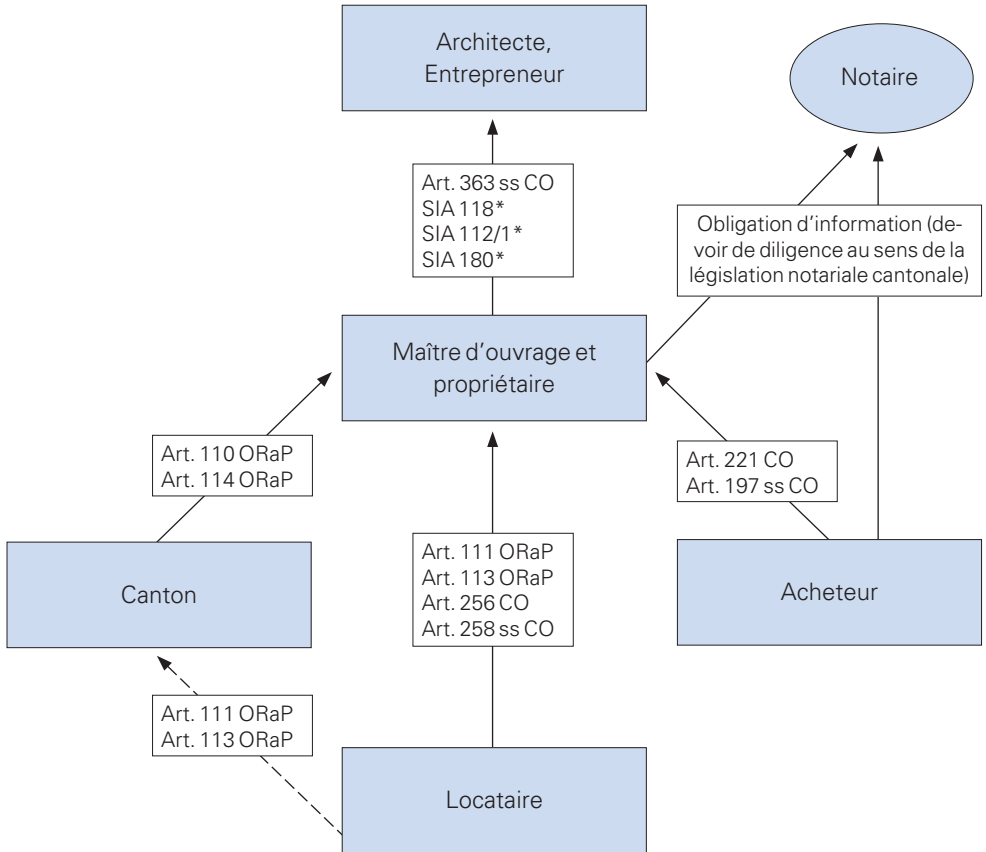 Architecte,
Entrepreneur
Notaire
Art. 363 ss CO
SIA 118*
SIA 112/1*
SIA 180*
Obligation d'information (de-
voir de diligence au sens de la
législation notariale cantonale)
Maître d'ouvrage et
propriétaire
Art. 110 ORaP
Art. 114 ORaP
Art. 221 CO
Art. 197 ss CO
Art. 111 ORaP
Art. 113 ORaP
Art. 256 CO
Art. 258 ss CO
Canton
Acheteur
Art. 111 ORaP
Art. 113 ORaP
Locataire